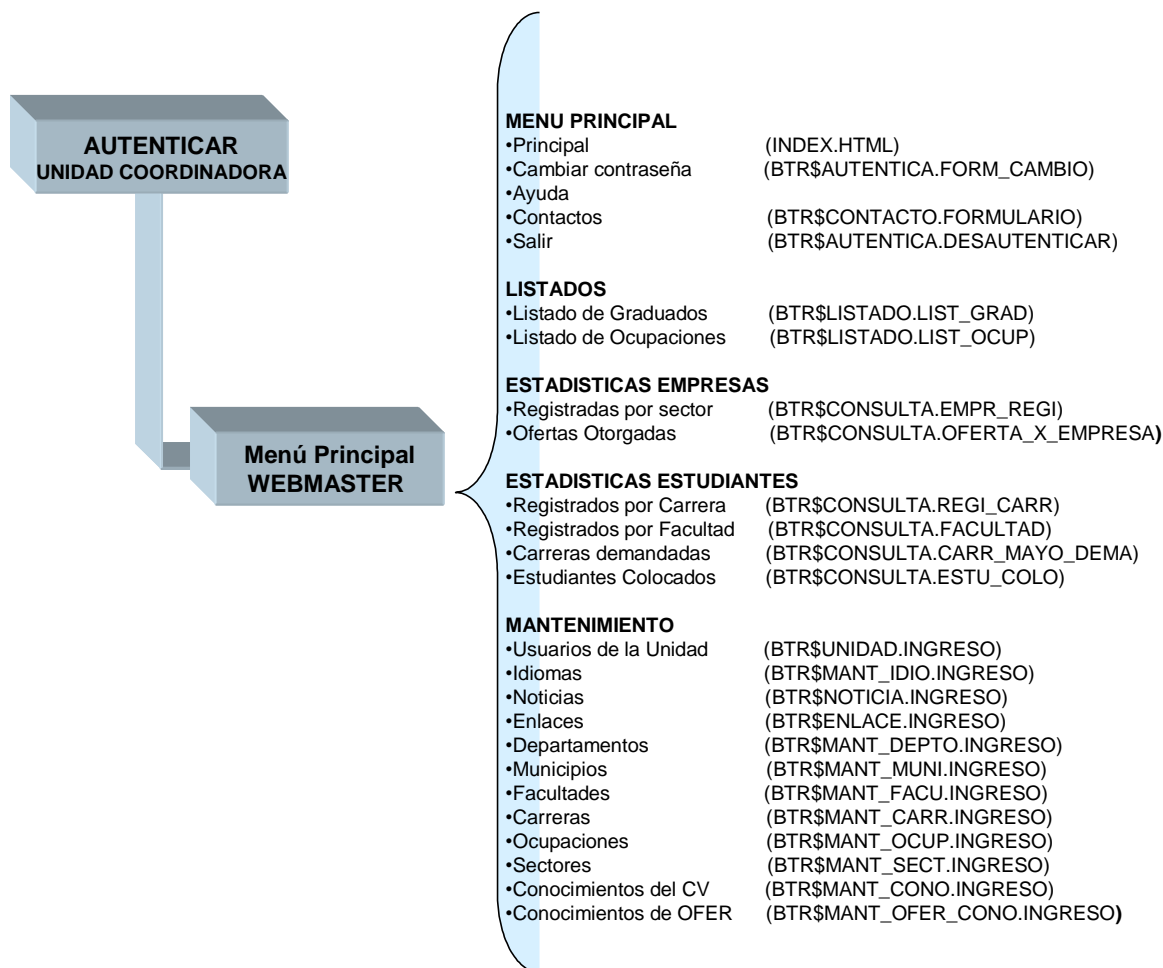 AUTENTICAR
UNIDAD COORDINADORA
Menú Principal
WEBMASTER
MENU PRINCIPAL
•Principal (INDEX.HTML)
•Cambiar contraseña (BTR$AUTENTICA.FORM_CAMBIO)
•Ayuda
•Contactos (BTR$CONTACTO.FORMULARIO)
•Salir (BTR$AUTENTICA.DESAUTENTICAR)
LISTADOS
•Listado de Graduados (BTR$LISTADO.LIST_GRAD)
•Listado de Ocupaciones (BTR$LISTADO.LIST_OCUP)
ESTADISTICAS EMPRESAS
•Registradas por sector (BTR$CONSULTA.EMPR_REGI)
•Ofertas Otorgadas (BTR$CONSULTA.OFERTA_X_EMPRESA)
ESTADISTICAS ESTUDIANTES
•Registrados por Carrera (BTR$CONSULTA.REGI_CARR)
•Registrados por Facultad (BTR$CONSULTA.FACULTAD)
•Carreras demandadas (BTR$CONSULTA.CARR_MAYO_DEMA)
•Estudiantes Colocados (BTR$CONSULTA.ESTU_COLO)
MANTENIMIENTO
•Usuarios de la Unidad (BTR$UNIDAD.INGRESO)
•Idiomas (BTR$MANT_IDIO.INGRESO)
•Noticias (BTR$NOTICIA.INGRESO)
•Enlaces (BTR$ENLACE.INGRESO)
•Departamentos (BTR$MANT_DEPTO.INGRESO)
•Municipios (BTR$MANT_MUNI.INGRESO)
•Facultades (BTR$MANT_FACU.INGRESO)
•Carreras (BTR$MANT_CARR.INGRESO)
•Ocupaciones (BTR$MANT_OCUP.INGRESO)
•Sectores (BTR$MANT_SECT.INGRESO)
•Conocimientos del CV (BTR$MANT_CONO.INGRESO)
•Conocimientos de OFER (BTR$MANT_OFER_CONO.INGRESO)